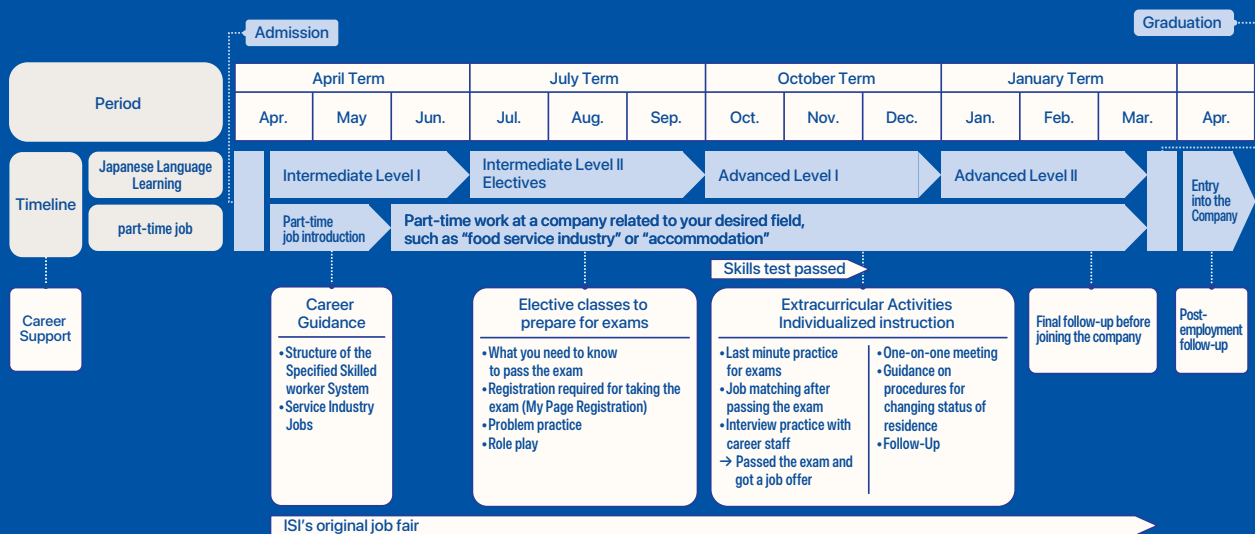 Admission
Graduation
Period
April Term
July Term
October Term
January Term
Apr.
May
Jun.
Jul.
Aug.
Sep.
Oct.
Nov.
Dec.
Jan.
Feb.
Mar.
Apr.
Timeline
Japanese Language
Learning
Intermediate Level I
Intermediate Level II
Electives
Advanced Level I
Advanced Level II
part-time job
Part-time
job introduction
Part-time work at a company related to your desired field,
such as “food service industry” or “accommodation”
Entry
into the
Company
Skills test passed
Career
Support
Career
Guidance
•Structure of the
Specified Skilled
worker System
•Service Industry
Jobs
Elective classes to
prepare for exams
•What you need to know
to pass the exam
•Registration required for taking the
exam (My Page Registration)
•Problem practice
•Role play
Extracurricular Activities
Individualized instruction
•Last minute practice
for exams
•Job matching after
passing the exam
•Interview practice with
career staff
→ Passed the exam and
got a job offer
•One-on-one meeting
•Guidance on
procedures for
changing status of
residence
•Follow-Up
Final follow-up before
joining the company
Post-
employment
follow-up
ISI’s original job fair